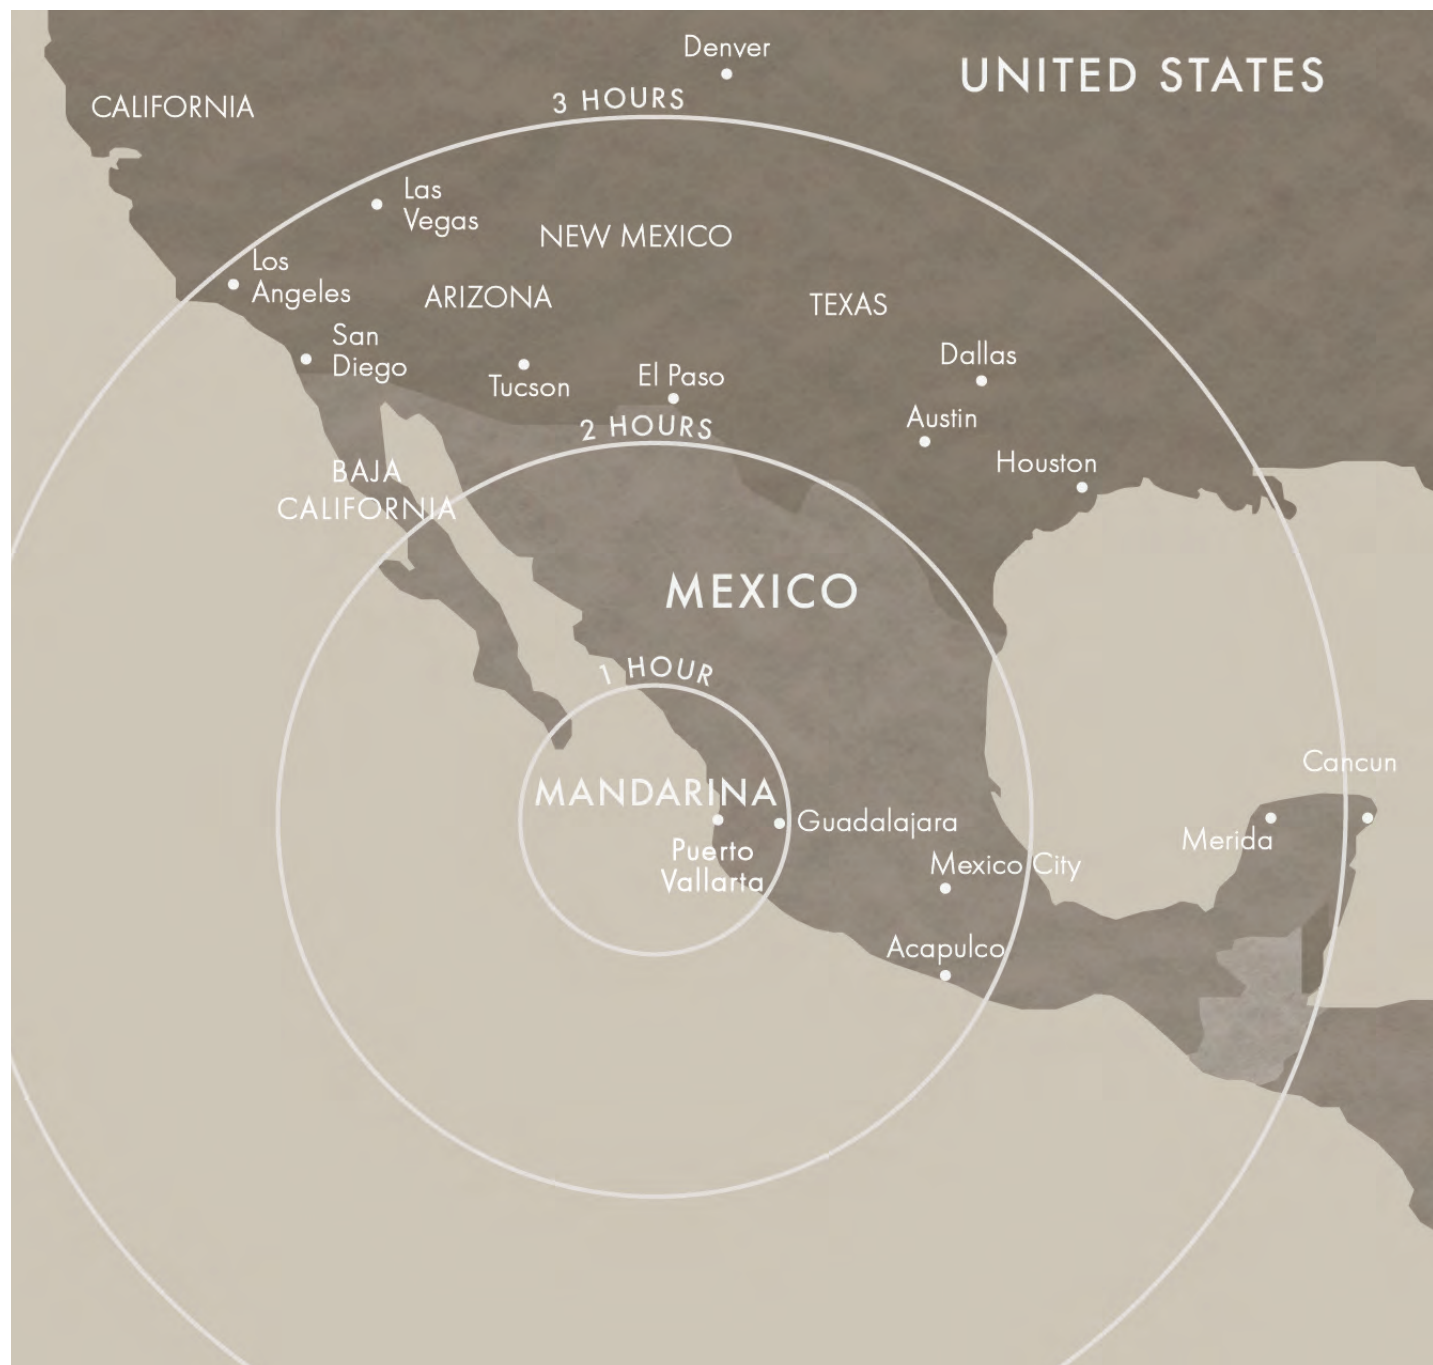 Denver
UNITED STATES
CALIFORNIA
3 HOURS
Las
Vegas
NEW MEXICO
Los
Angeles
ARIZONA
TEXAS
San
Diego
Dallas
Tucson
El Paso
Austin
2 HOURS
Houston
BAJA
CALIFORNIA
MEXICO
1 HOUR
Cancun
MANDARINA
Guadalajara
Merida
Puerto
Vallarta
Mexico City
Acapulco